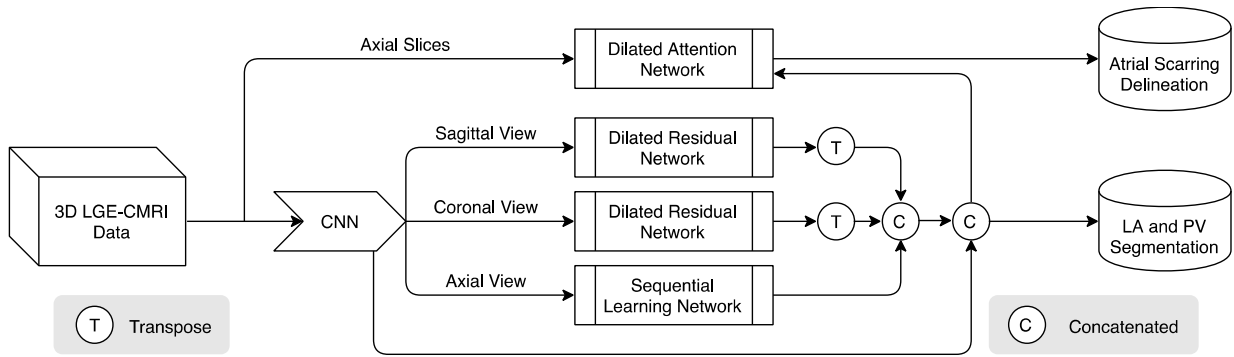 Axial Slices
Dilated Attention
Network
Atrial Scarring
Delineation
3D LGE-CMRI
Data
CNN
Sagittal View
Dilated Residual
Network
T
Coronal View
Dilated Residual
Network
T
C
C
LA and PV
Segmentation
Axial View
Sequential
Learning Network
T
Transpose
C
Concatenated